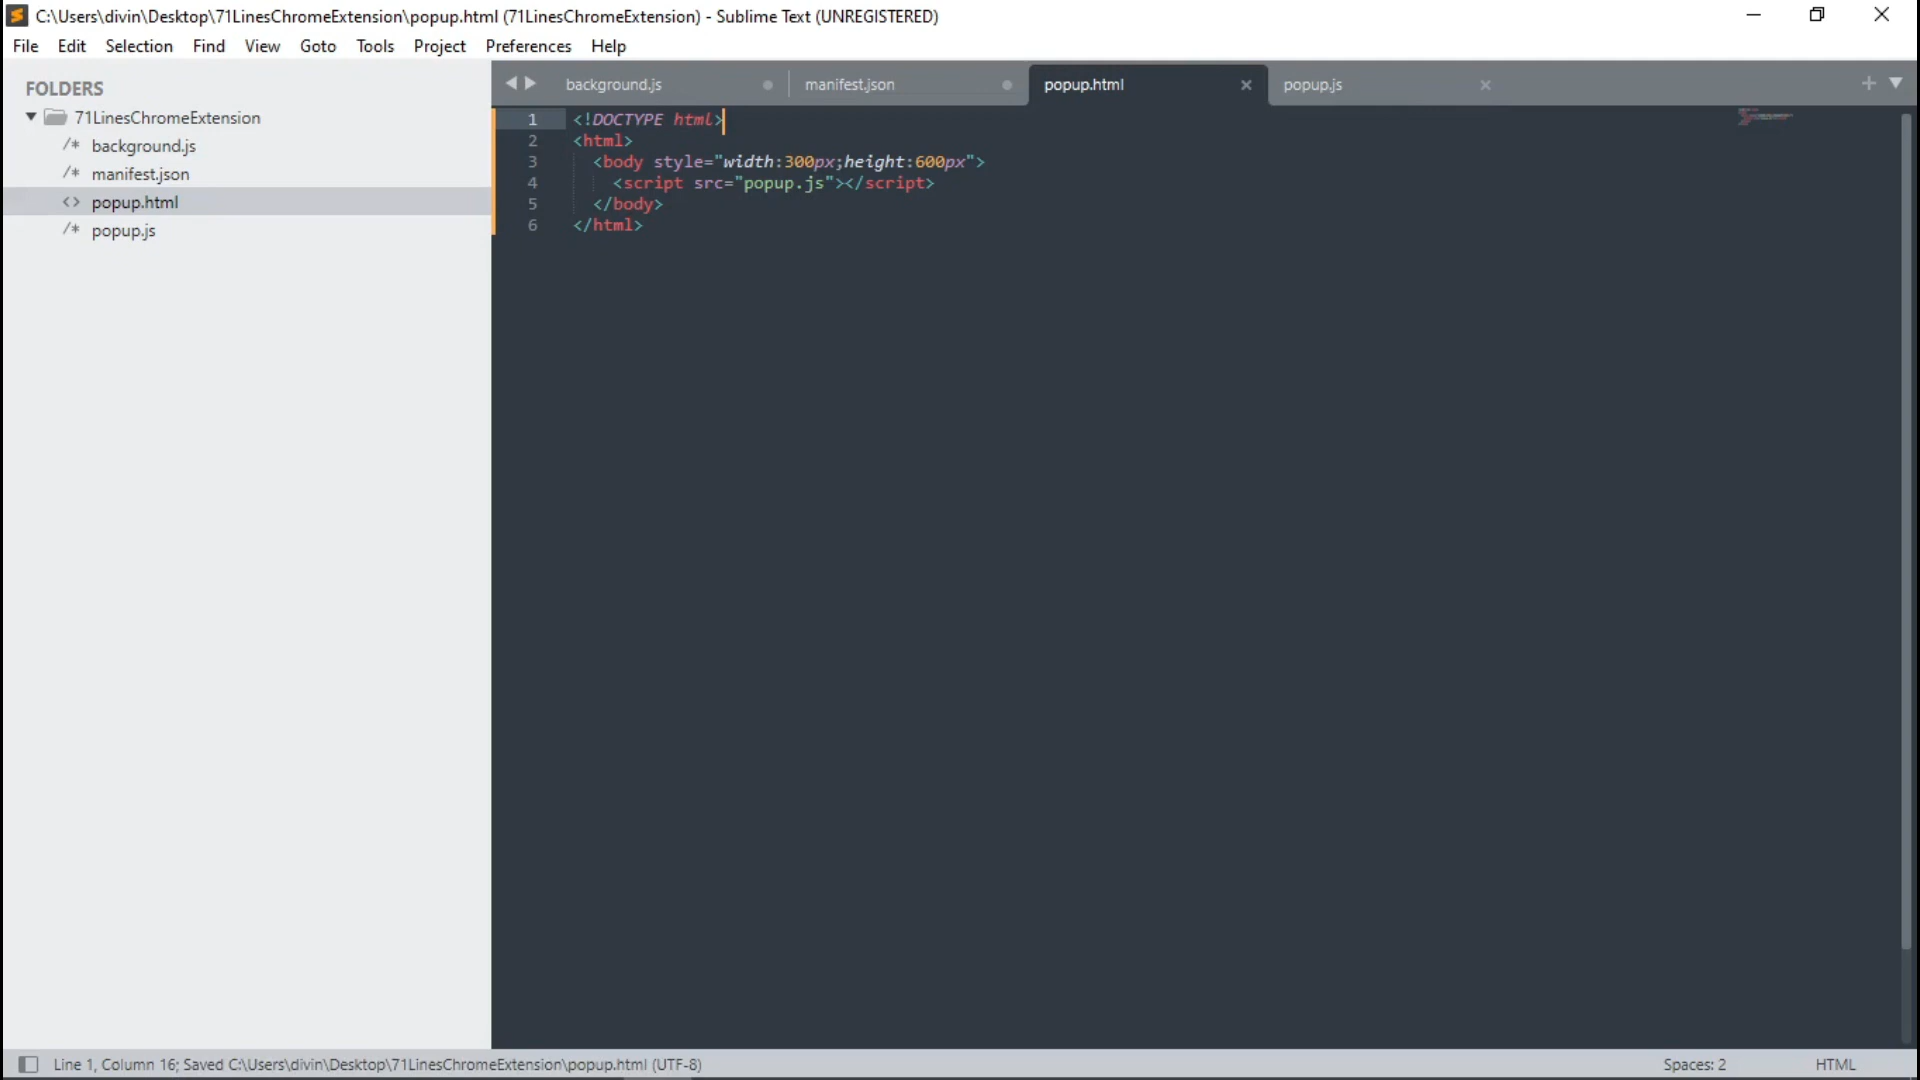 C:\Users\divin\Desktop\71LinesChromeExtension\popup.html (71LinesChromeExtension) - Sublime Text (UNREGISTERED)
File Edit Selection Find View Goto Tools Project Preferences Help
FOLDERS
71LinesChromeExtension
/* background.js
/* manifest.json
<> popup.html
/* popup.js
background.js manifest.json popup.html popup.js
1 <!DOCTYPE html>
2 <html>
3 <body style="width:300px;height:600px">
4 <script src="popup.js"></script>
5 </body>
6 </html>
Line 1, Column 16; Saved C:\Users\divin\Desktop\71LinesChromeExtension\popup.html (UTF-8) Spaces: 2 HTML